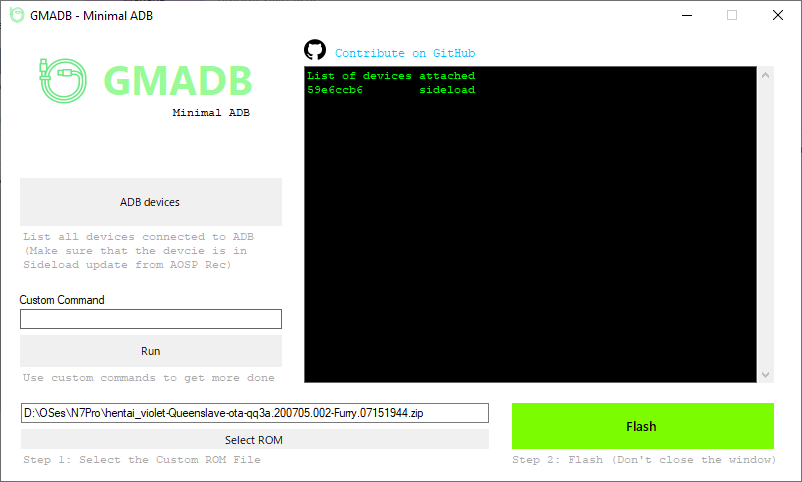 GMADB - Minimal ADB
GMADB
Minimal ADB
Contribute on GitHub
List of devices attached
59e6ccb6 sideload
ADB devices
List all devices connected to ADB
(Make sure that the devcie is in
Sideload update from AOSP Rec)
Custom Command
Run
Use custom commands to get more done
D:\OSes\N7Pro\hentai_violet-Queenslave-ota-qq3a.200705.002-Furry.07151944.zip
Select ROM
Step 1: Select the Custom ROM File
Flash
Step 2: Flash (Don't close the window)